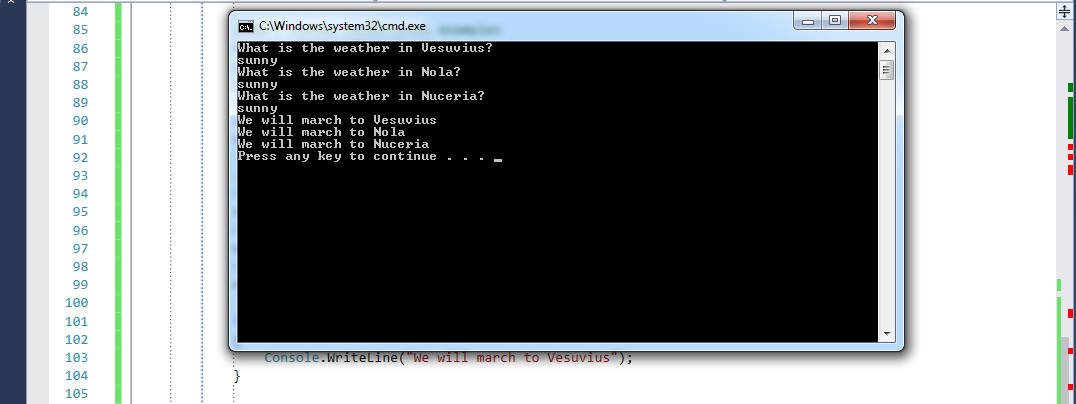 84
85
86
87
88
89
90
91
92
93
94
95
96
97
98
99
100
101
102
103
104
105
C:\Windows\system32\cmd.exe
What is the weather in Vesuvius?
sunny
What is the weather in Nola?
sunny
What is the weather in Nuceria?
sunny
We will march to Vesuvius
We will march to Nola
We will march to Nuceria
Press any key to continue . . . _
Console.WriteLine("We will march to Vesuvius");
}